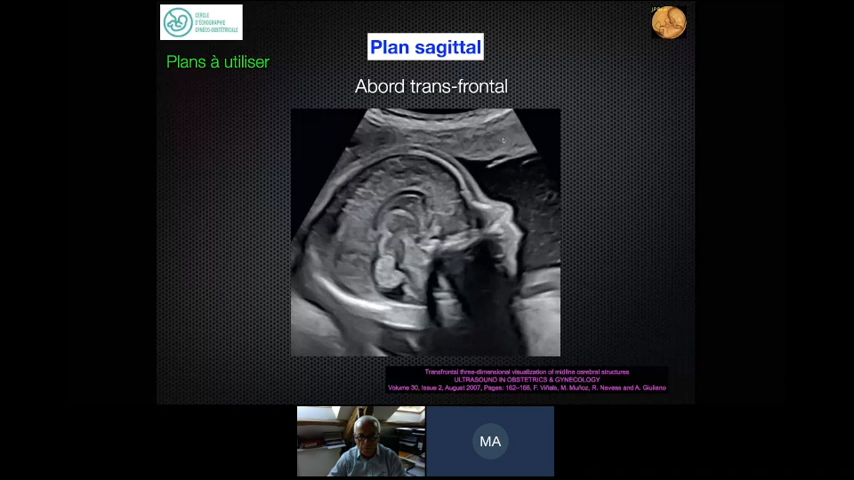 CERCLE
D'ÉCHOGRAPHIE
GYNÉCO-OBSTÉTRICALE
Plan sagittal
Plans à utiliser
Abord trans-frontal
Transfrontal three-dimensional visualization of midline cerebral structures
ULTRASOUND IN OBSTETRICS & GYNECOLOGY
Volume 30, Issue 2, August 2007, Pages: 162–168, F. Viñals, M. Muñoz, R. Naveas and A. Giuliano
MA